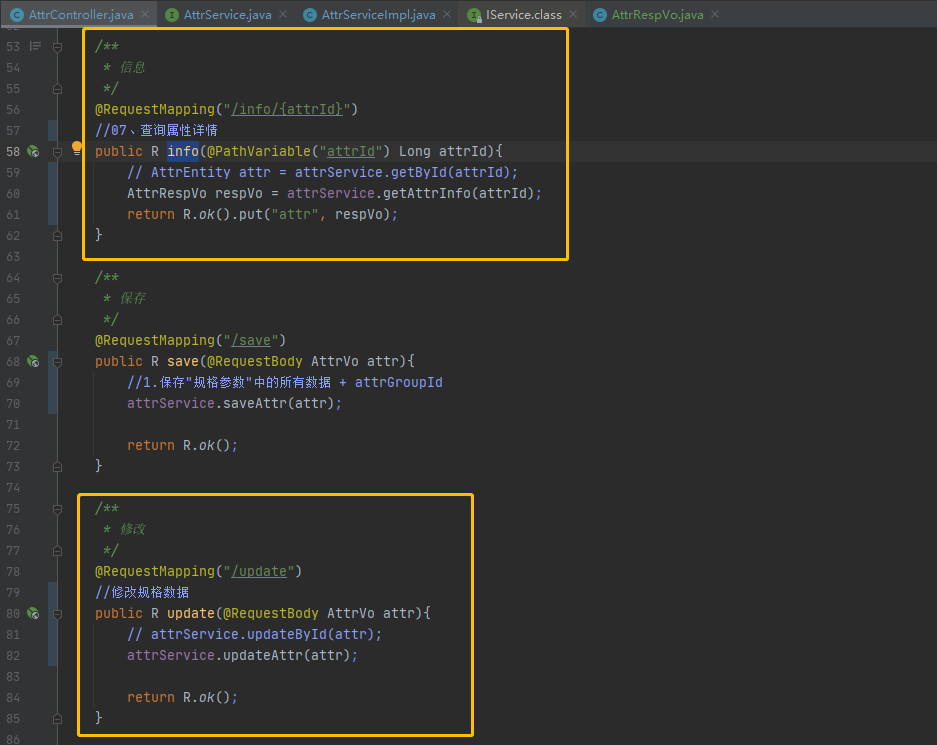 AttrController.java AttrService.java AttrServiceImpl.java IService.class AttrRespVo.java
53 /**
54 * 信息
55 */
56 @RequestMapping("/info/{attrId}")
57 //07、查询属性详情
58 public R info(@PathVariable("attrId") Long attrId){
59 // AttrEntity attr = attrService.getById(attrId);
60 AttrRespVo respVo = attrService.getAttrInfo(attrId);
61 return R.ok().put("attr", respVo);
62 }
63
64 /**
65 * 保存
66 */
67 @RequestMapping("/save")
68 public R save(@RequestBody AttrVo attr){
69 //1.保存"规格参数"中的所有数据 + attrGroupId
70 attrService.saveAttr(attr);
71
72 return R.ok();
73 }
74
75 /**
76 * 修改
77 */
78 @RequestMapping("/update")
79 //修改规格数据
80 public R update(@RequestBody AttrVo attr){
81 // attrService.updateById(attr);
82 attrService.updateAttr(attr);
83
84 return R.ok();
85 }
86